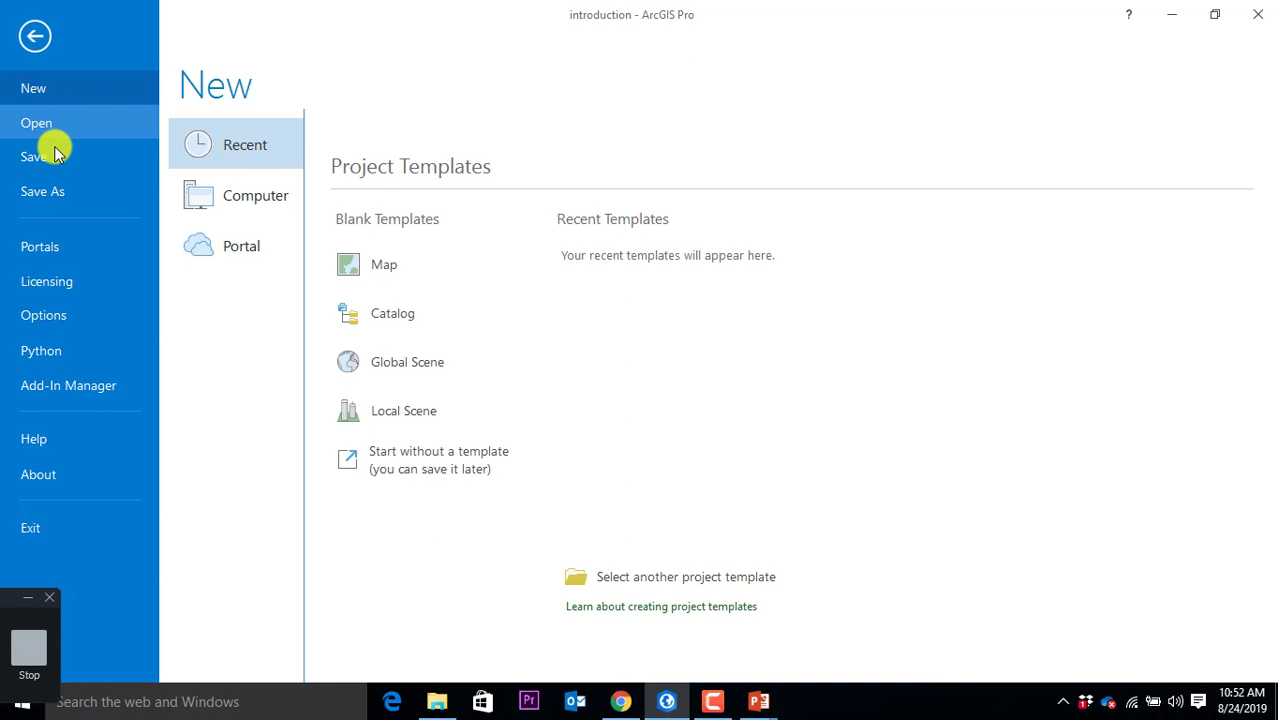 introduction - ArcGIS Pro
?
New
Open
Save
Save As
Portals
Licensing
Options
Python
Add-In Manager
Help
About
Exit
New
Recent
Computer
Portal
Project Templates
Blank Templates
Map
Catalog
Global Scene
Local Scene
Start without a template
(you can save it later)
Recent Templates
Your recent templates will appear here.
Select another project template
Learn about creating project templates
Stop
Search the web and Windows
Pr
10:52 AM
8/24/2019